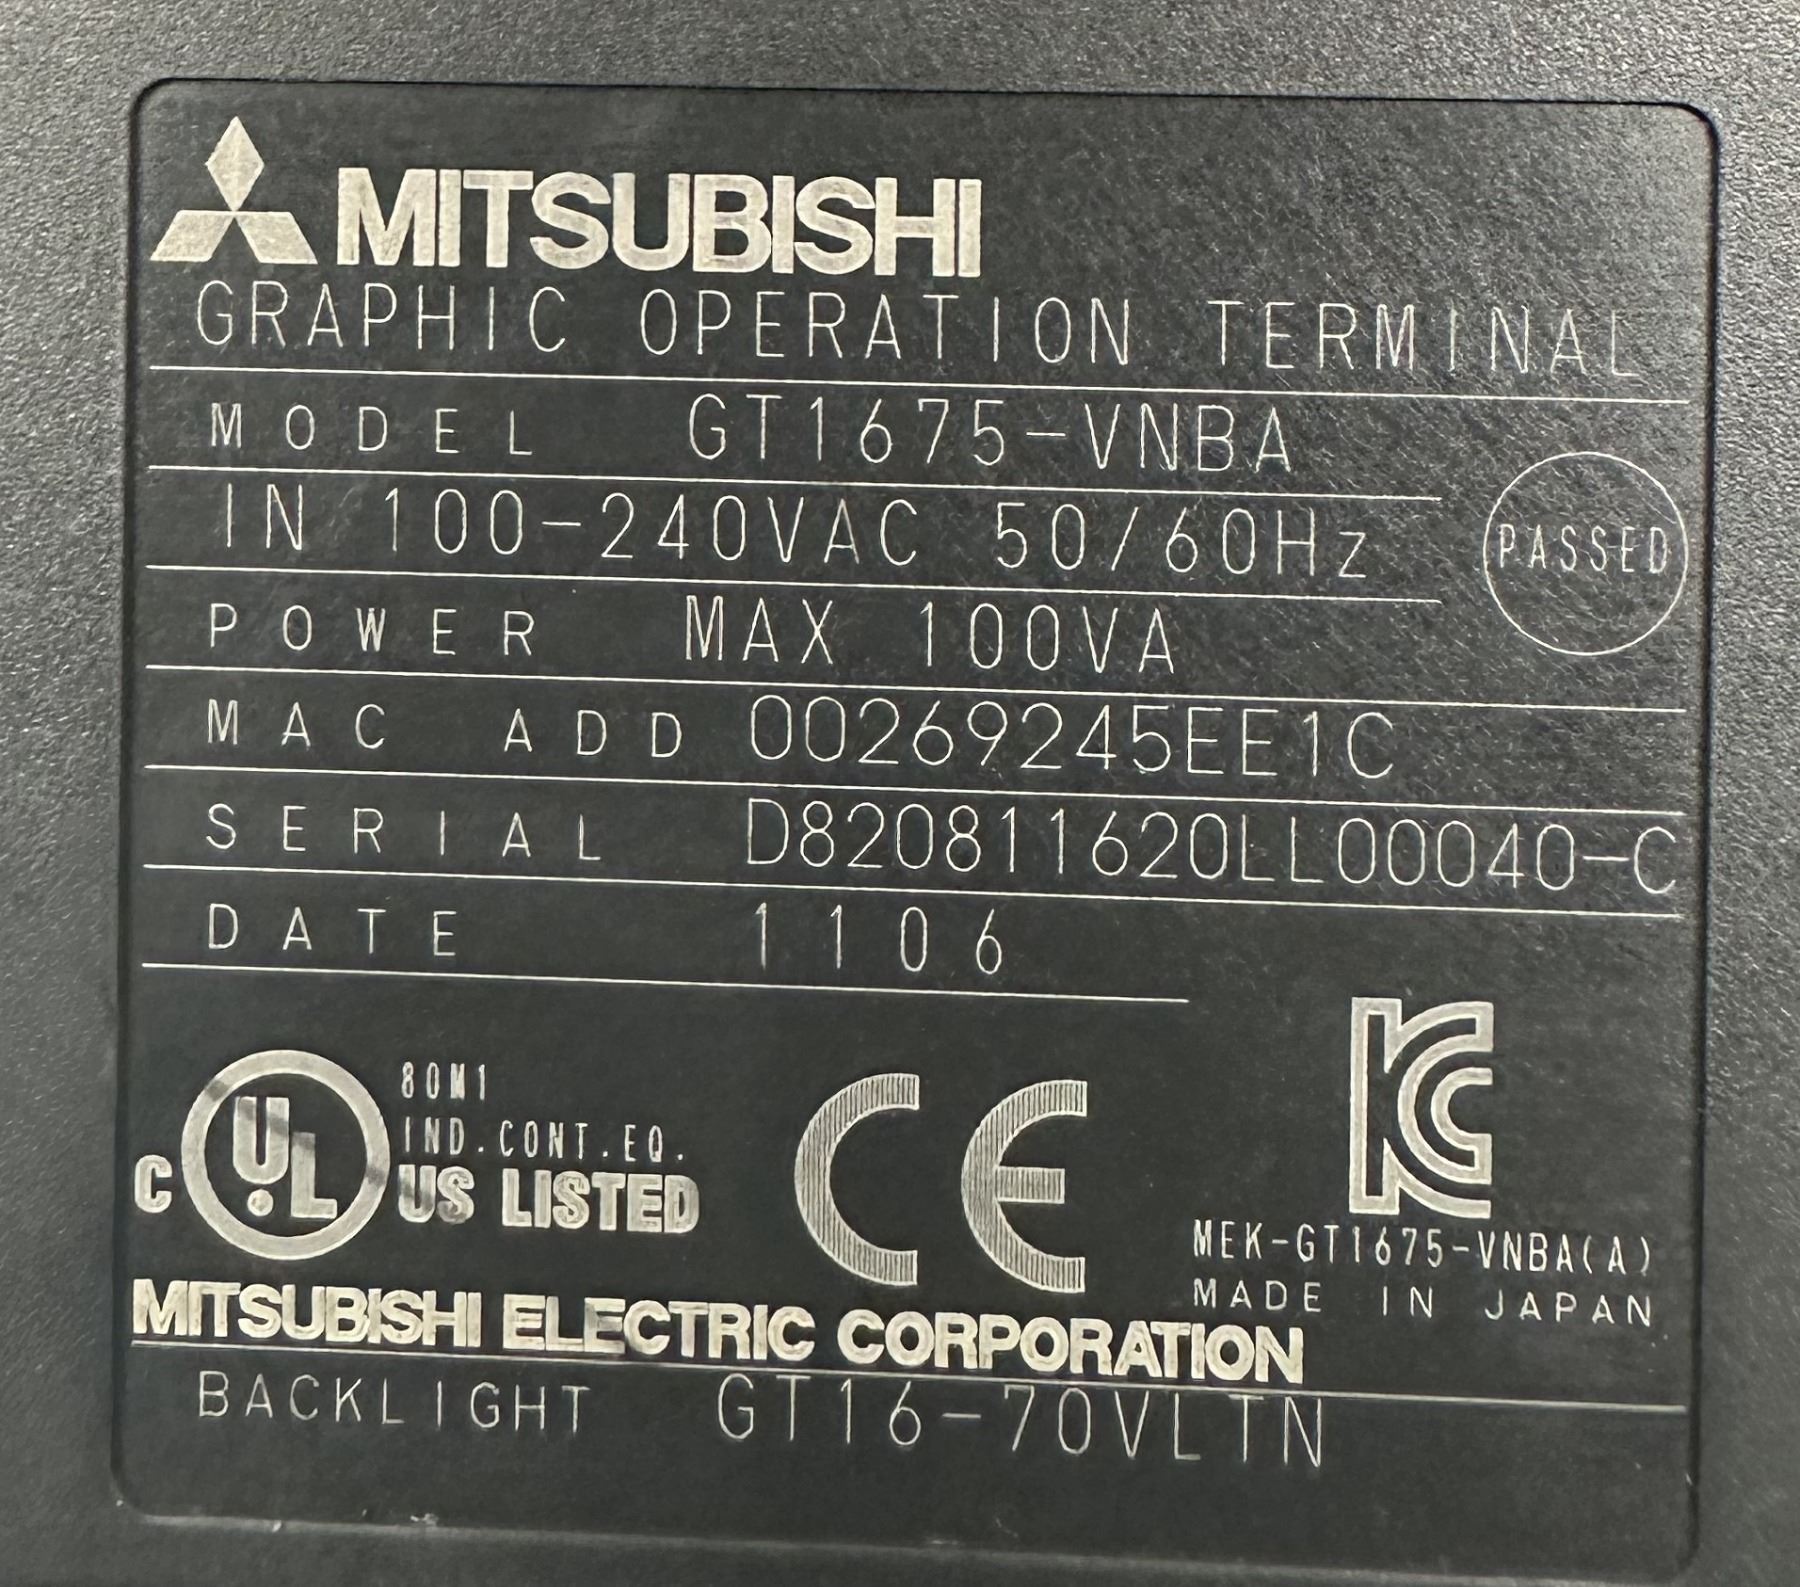 MITSUBISHI
GRAPHIC OPERATION TERMINAL
MODEL GT1675-VNBA
IN 100-240VAC 50/60Hz
PASSED
POWER MAX 100VA
MAC ADD 00269245EE1C
SERIAL D820811620LL00040-C
DATE 1106
80M1
IND.CONT.EQ.
C UL US LISTED
CE
KC
MEK-GT1675-VNBA(A)
MADE IN JAPAN
MITSUBISHI ELECTRIC CORPORATION
BACKLIGHT GT16-70VLTN